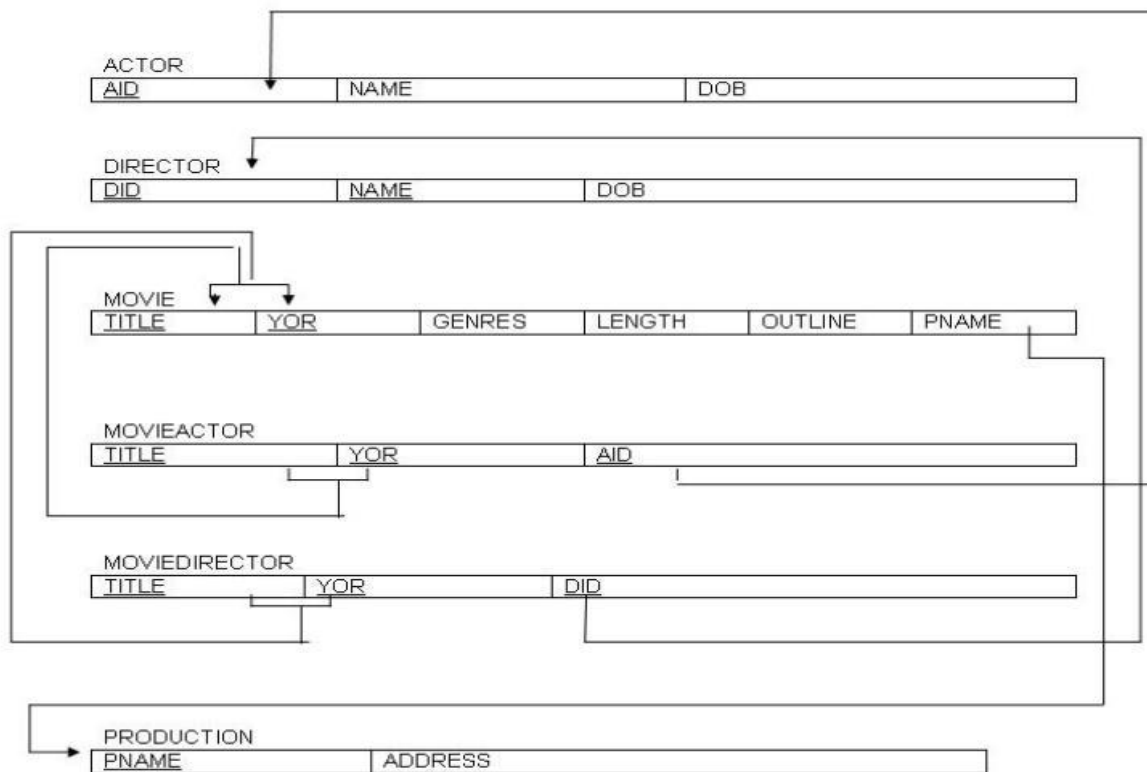 ACTOR
AID NAME DOB
DIRECTOR
DID NAME DOB
MOVIE
TITLE YOR GENRES LENGTH OUTLINE PNAME
MOVIEACTOR
TITLE YOR AID
MOVIEDIRECTOR
TITLE YOR DID
PRODUCTION
PNAME ADDRESS